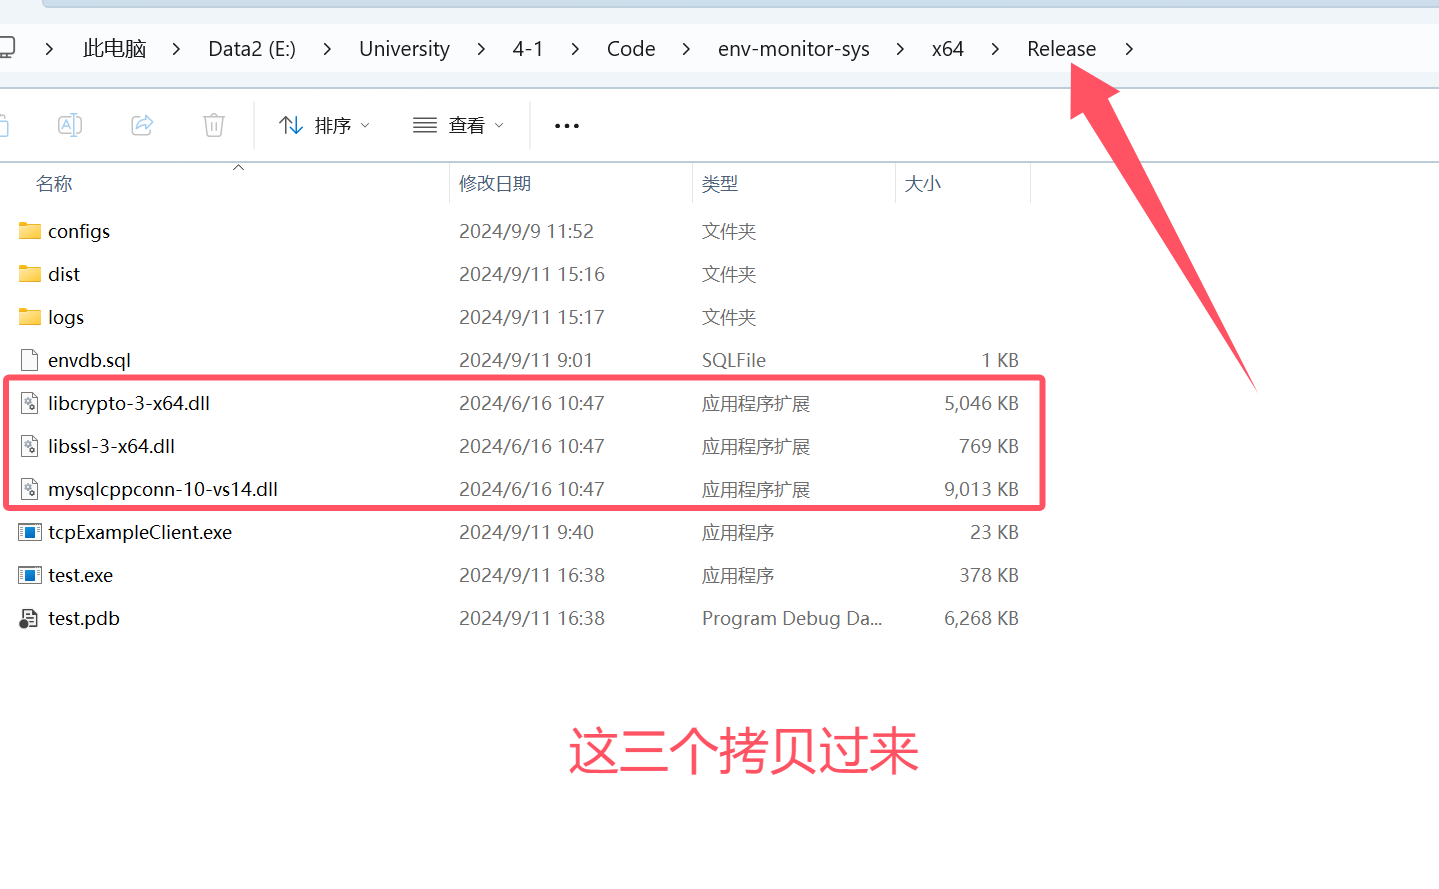 此电脑 > Data2 (E:) > University > 4-1 > Code > env-monitor-sys > x64 > Release >
排序 查看 •••
名称 修改日期 类型 大小
configs 2024/9/9 11:52 文件夹
dist 2024/9/11 15:16 文件夹
logs 2024/9/11 15:17 文件夹
envdb.sql 2024/9/11 9:01 SQLFile 1 KB
libcrypto-3-x64.dll 2024/6/16 10:47 应用程序扩展 5,046 KB
libssl-3-x64.dll 2024/6/16 10:47 应用程序扩展 769 KB
mysqlcppconn-10-vs14.dll 2024/6/16 10:47 应用程序扩展 9,013 KB
tcpExampleClient.exe 2024/9/11 9:40 应用程序 23 KB
test.exe 2024/9/11 16:38 应用程序 378 KB
test.pdb 2024/9/11 16:38 Program Debug Da... 6,268 KB
这三个拷贝过来